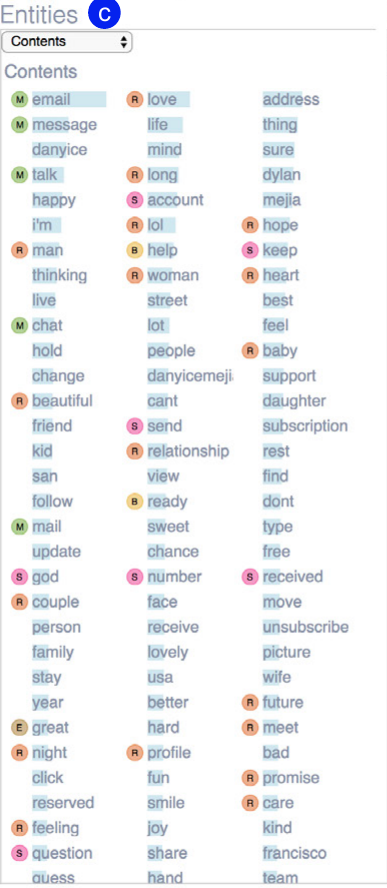 Entities C
Contents
Contents
M email R love address
M message life thing
danyice mind sure
M talk R long dylan
happy S account mejia
i'm R lol R hope
R man B help S keep
thinking R woman R heart
live street best
M chat lot feel
hold people R baby
change danyicemeji support
R beautiful cant daughter
friend S send subscription
kid R relationship rest
san view find
follow B ready dont
M mail sweet type
update chance free
S god S number S received
R couple face move
person receive unsubscribe
family lovely picture
stay usa wife
year better R future
E great hard R meet
R night R profile bad
click fun R promise
reserved smile R care
R feeling joy kind
S question share francisco
guess hand team